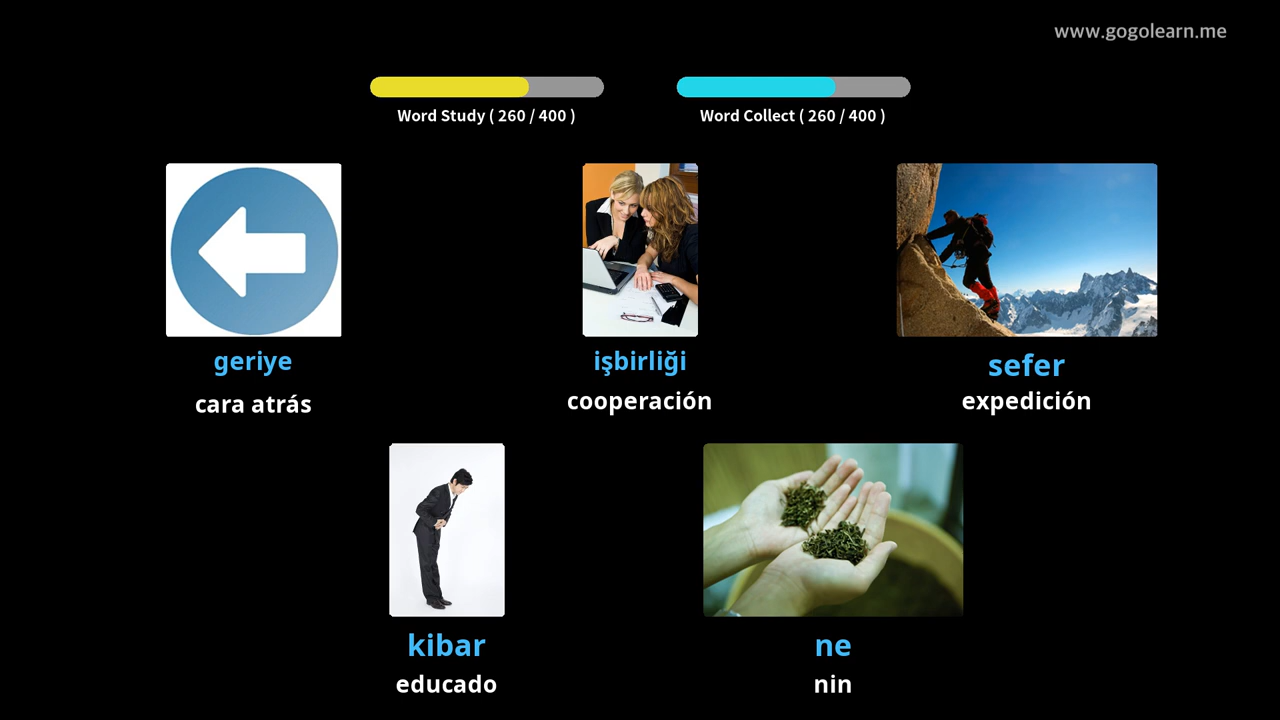 www.gogolearn.me
Word Study ( 260 / 400 )
Word Collect ( 260 / 400 )
geriye
cara atrás
işbirliği
cooperación
sefer
expedición
kibar
educado
ne
nin